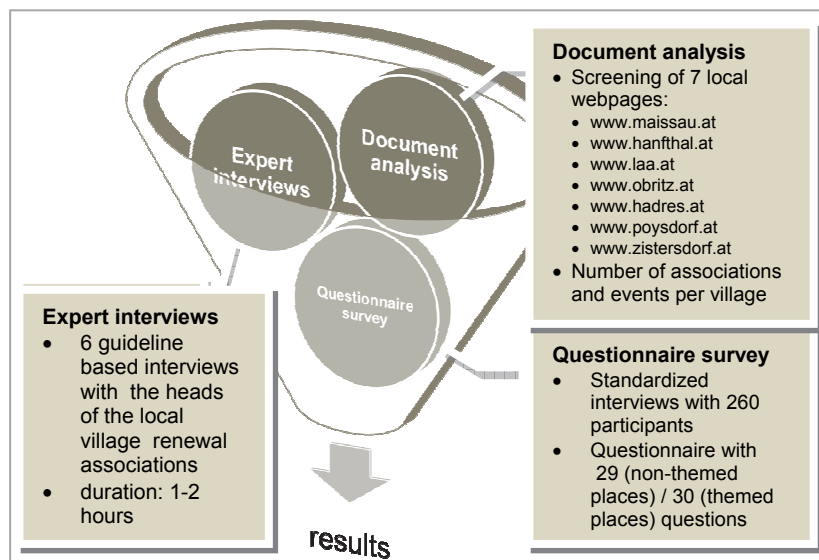 Document analysis
• Screening of 7 local
webpages:
• www.maissau.at
• www.hanfthal.at
• www.laa.at
• www.obritz.at
• www.hadres.at
• www.poysdorf.at
• www.zistersdorf.at
• Number of associations
and events per village
Expert
interviews
Document
analysis
Questionnaire
survey
Expert interviews
• 6 guideline
based interviews
with the heads
of the local
village renewal
associations
• duration: 1-2
hours
Questionnaire survey
• Standardized
interviews with 260
participants
• Questionnaire with
29 (non-themed
places) / 30 (themed
places) questions
results